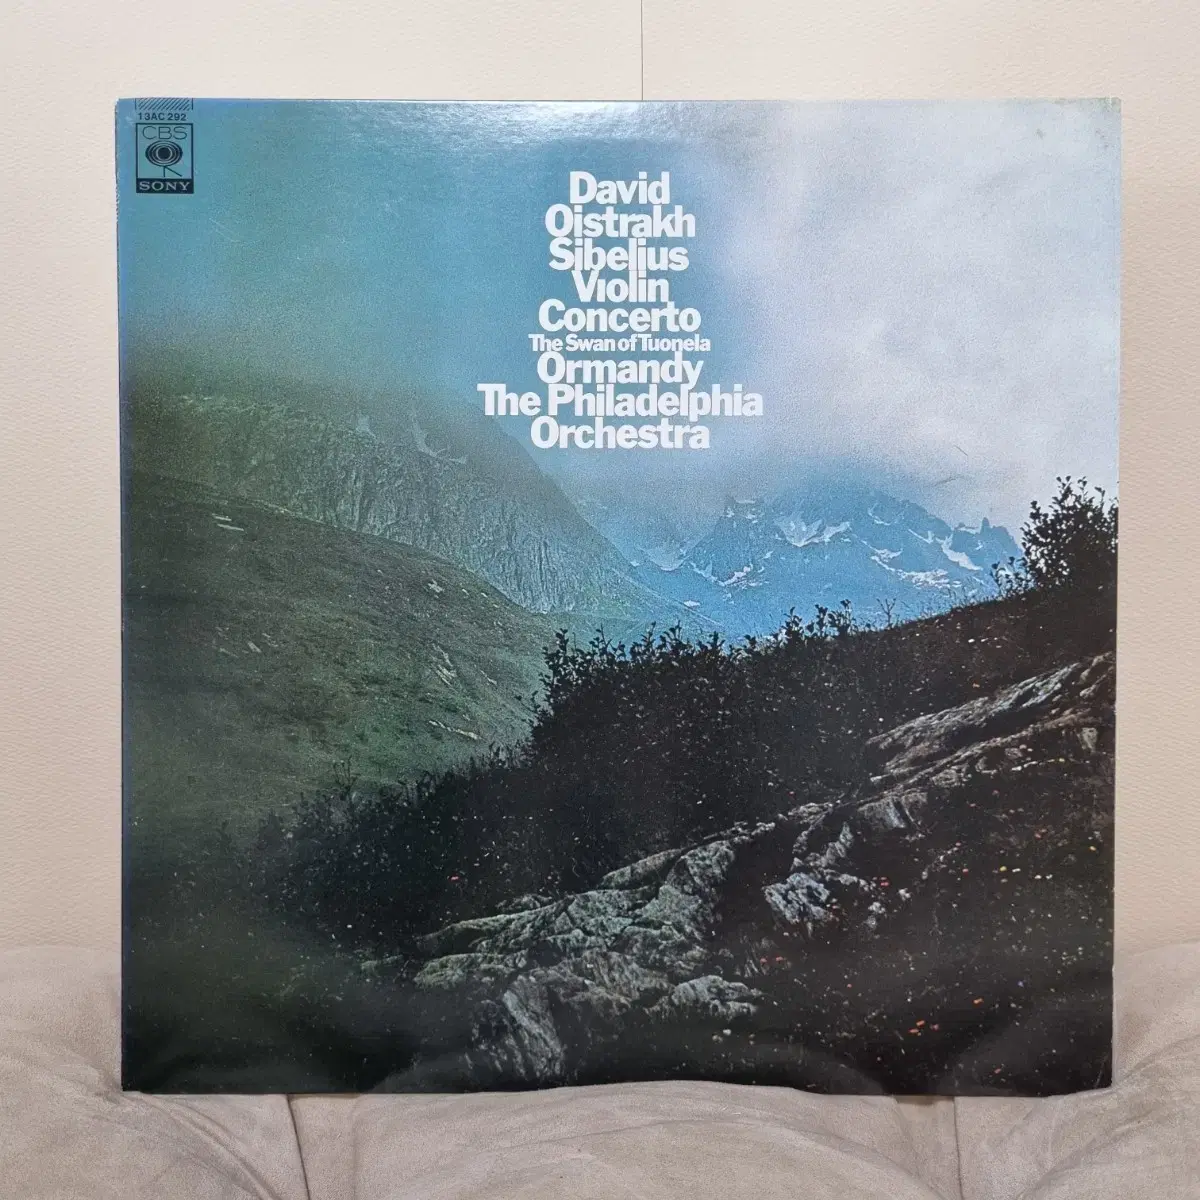 13AC 292
CBS
SONY
David
Oistrakh
Sibelius
Violin
Concerto
The Swan of Tuonela
Ormandy
The Philadelphia
Orchestra